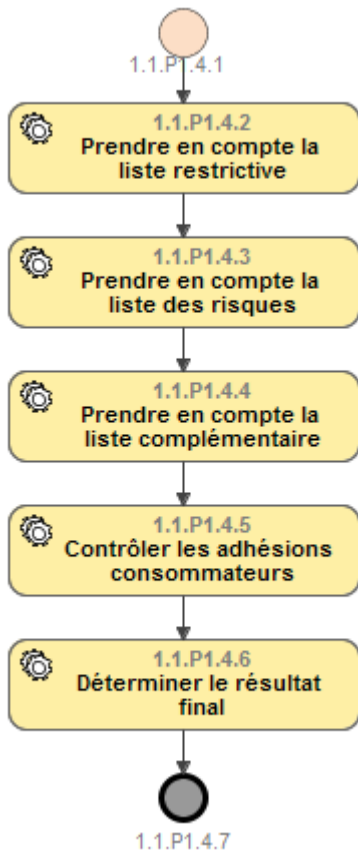 1.1.P1.4.1
1.1.P1.4.2
Prendre en compte la
liste restrictive
1.1.P1.4.3
Prendre en compte la
liste des risques
1.1.P1.4.4
Prendre en compte la
liste complémentaire
1.1.P1.4.5
Contrôler les adhésions
consommateurs
1.1.P1.4.6
Déterminer le résultat
final
1.1.P1.4.7